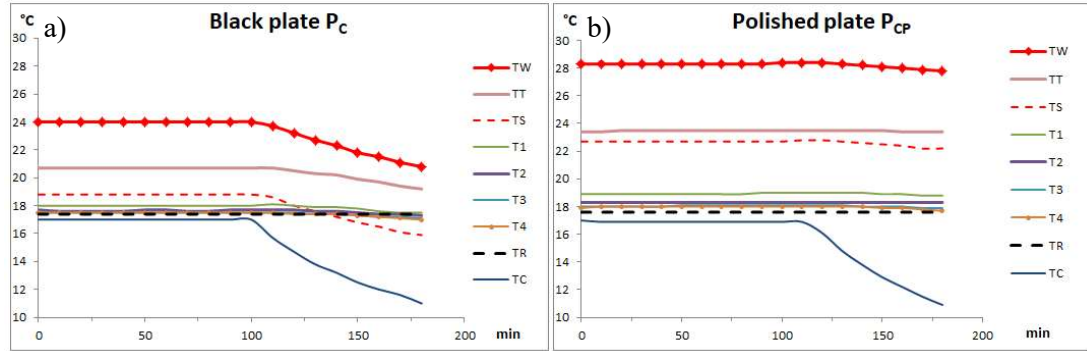 °C a) Black plate P_C
30
28
26
24
22
20
18
16
14
12
10
0 50 100 150 200
min
TW
TT
TS
T1
T2
T3
T4
TR
TC
°C b) Polished plate P_CP
30
28
26
24
22
20
18
16
14
12
10
0 50 100 150 200
min
TW
TT
TS
T1
T2
T3
T4
TR
TC